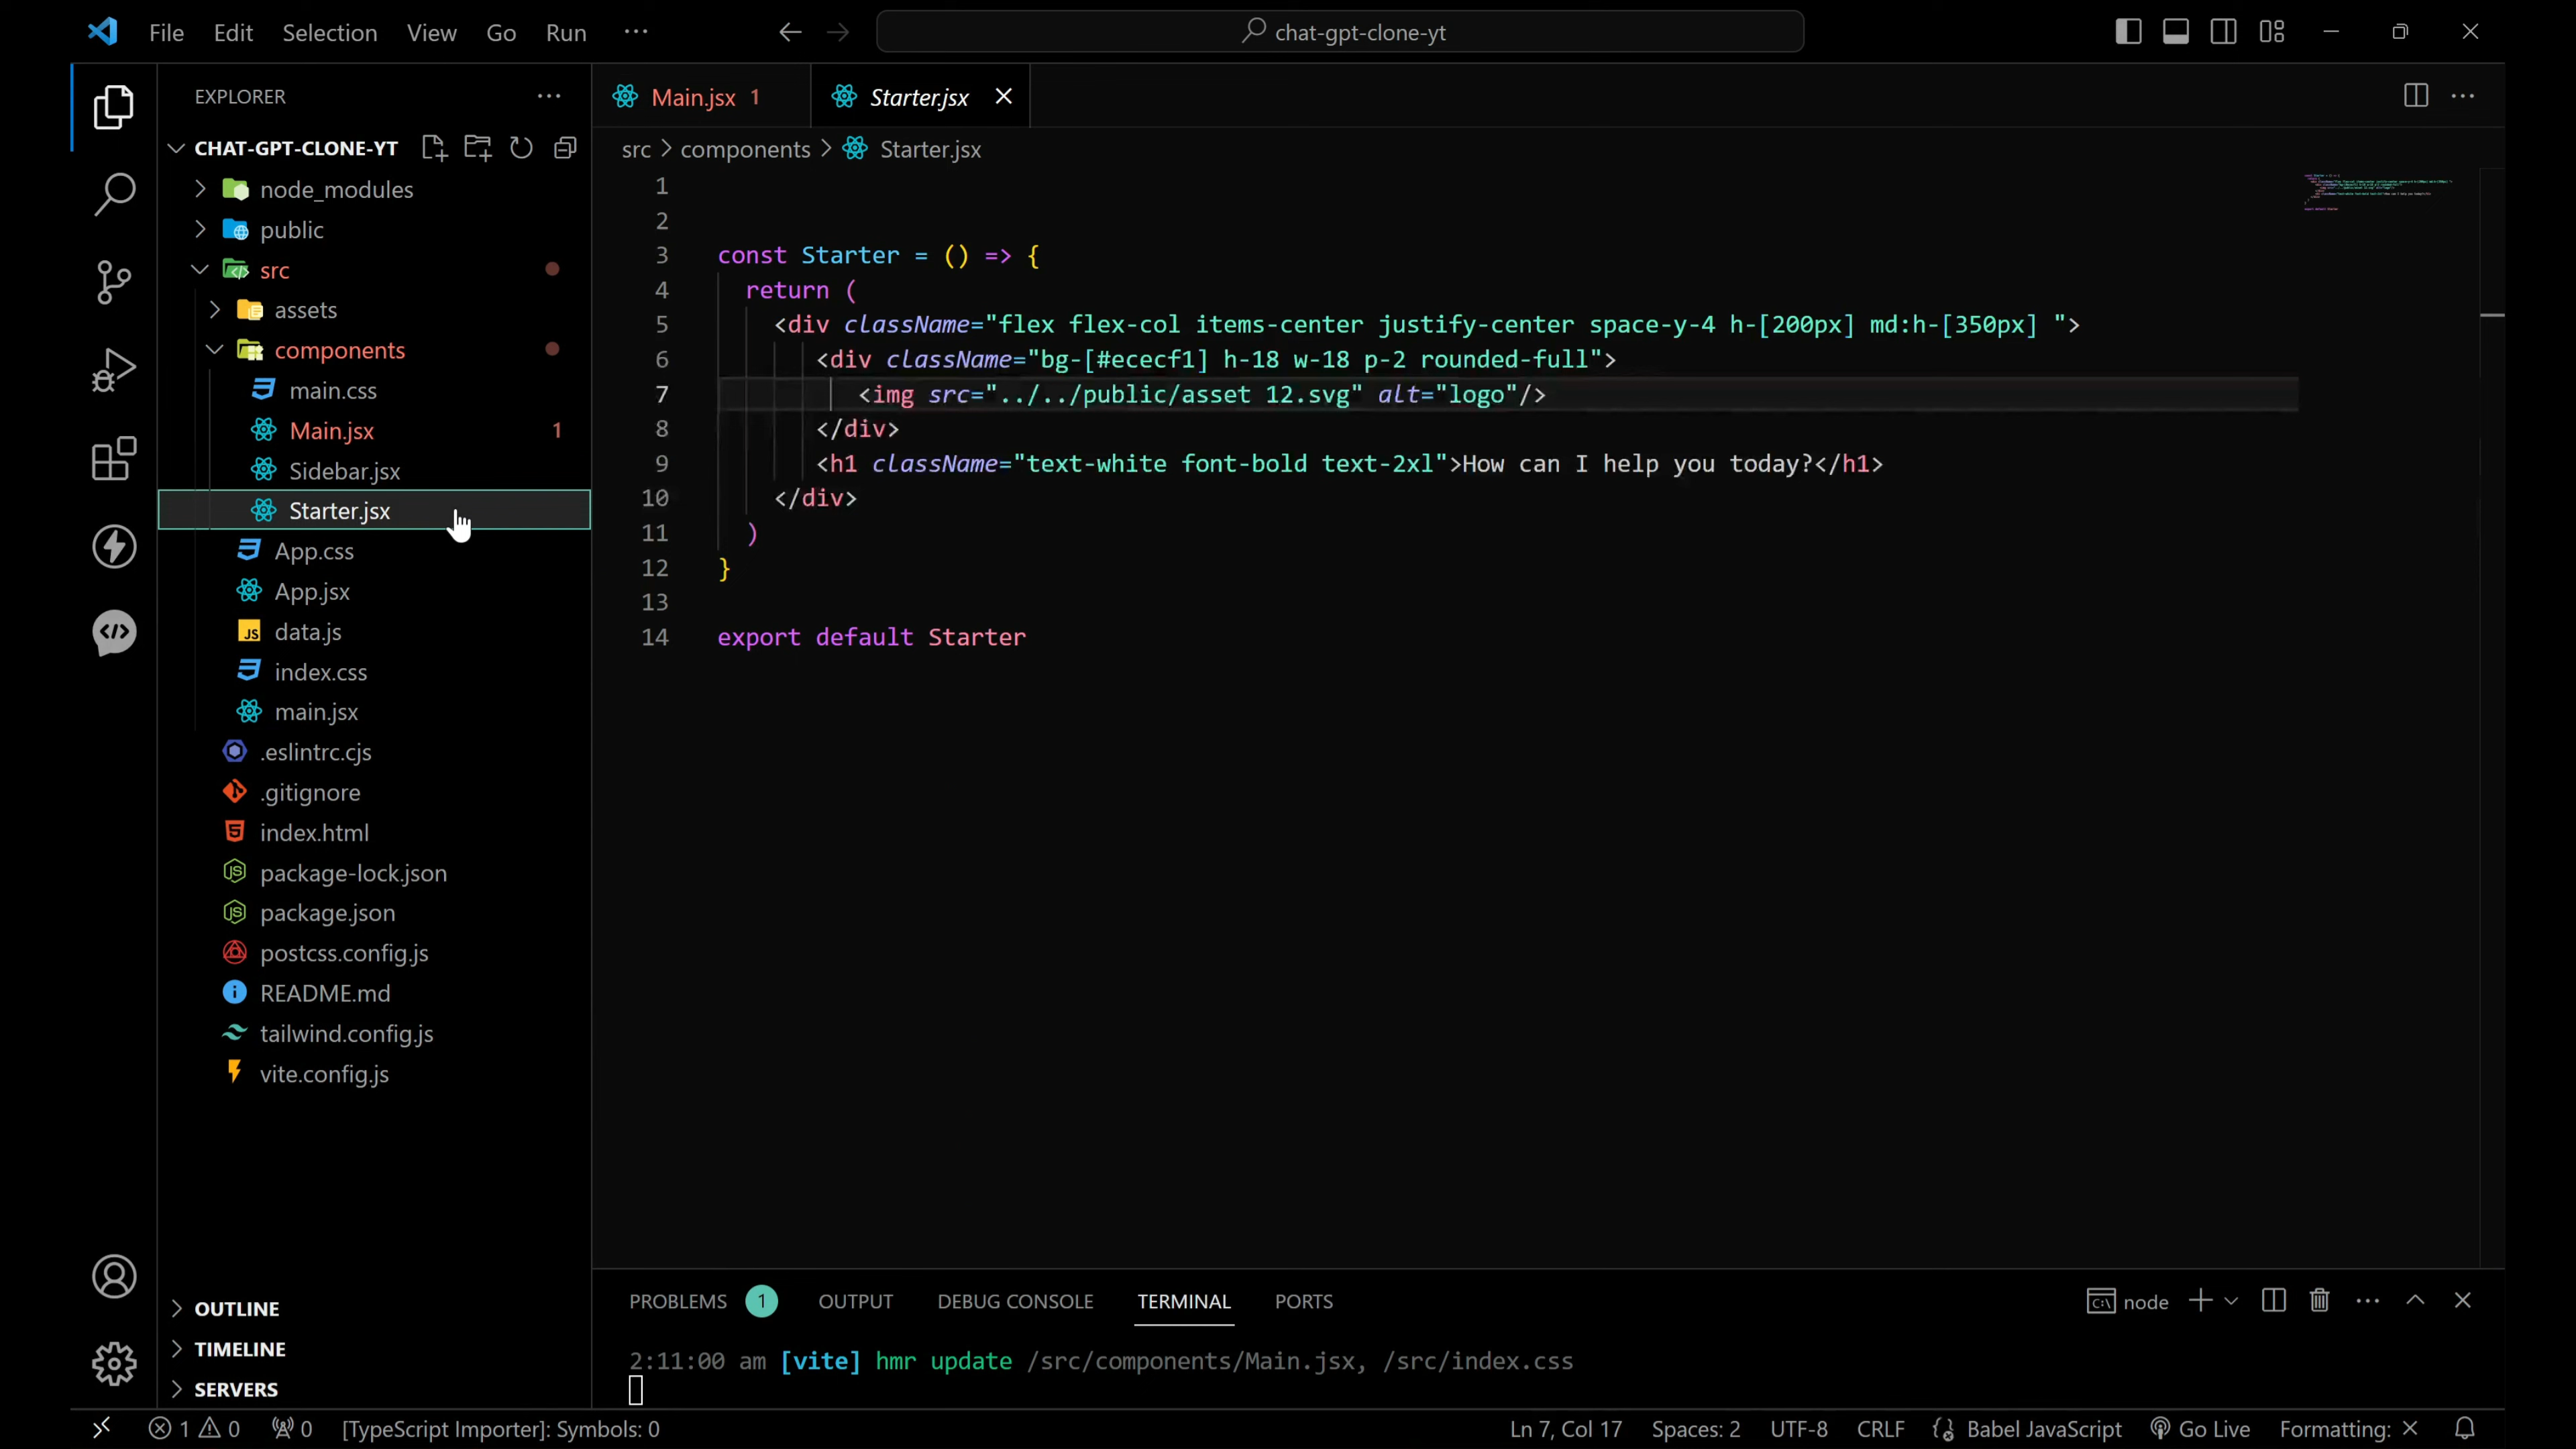 File Edit Selection View Go Run ··· chat-gpt-clone-yt
EXPLORER
CHAT-GPT-CLONE-YT
node_modules
public
src
assets
components
main.css
Main.jsx 1
Sidebar.jsx
Starter.jsx
App.css
App.jsx
JS data.js
index.css
main.jsx
.eslintrc.cjs
.gitignore
index.html
package-lock.json
package.json
postcss.config.js
README.md
tailwind.config.js
vite.config.js
OUTLINE
TIMELINE
SERVERS
Main.jsx 1 Starter.jsx
src > components > Starter.jsx
1
2
3 const Starter = () => {
4 return (
5 <div className="flex flex-col items-center justify-center space-y-4 h-[200px] md:h-[350px] ">
6 <div className="bg-[#ececf1] h-18 w-18 p-2 rounded-full">
7 <img src="../../public/asset 12.svg" alt="logo"/>
8 </div>
9 <h1 className="text-white font-bold text-2xl">How can I help you today?</h1>
10 </div>
11 )
12 }
13
14 export default Starter
PROBLEMS 1 OUTPUT DEBUG CONSOLE TERMINAL PORTS node
2:11:00 am [vite] hmr update /src/components/Main.jsx, /src/index.css
1 0 0 [TypeScript Importer]: Symbols: 0 Ln 7, Col 17 Spaces: 2 UTF-8 CRLF Babel JavaScript Go Live Formatting: ✕